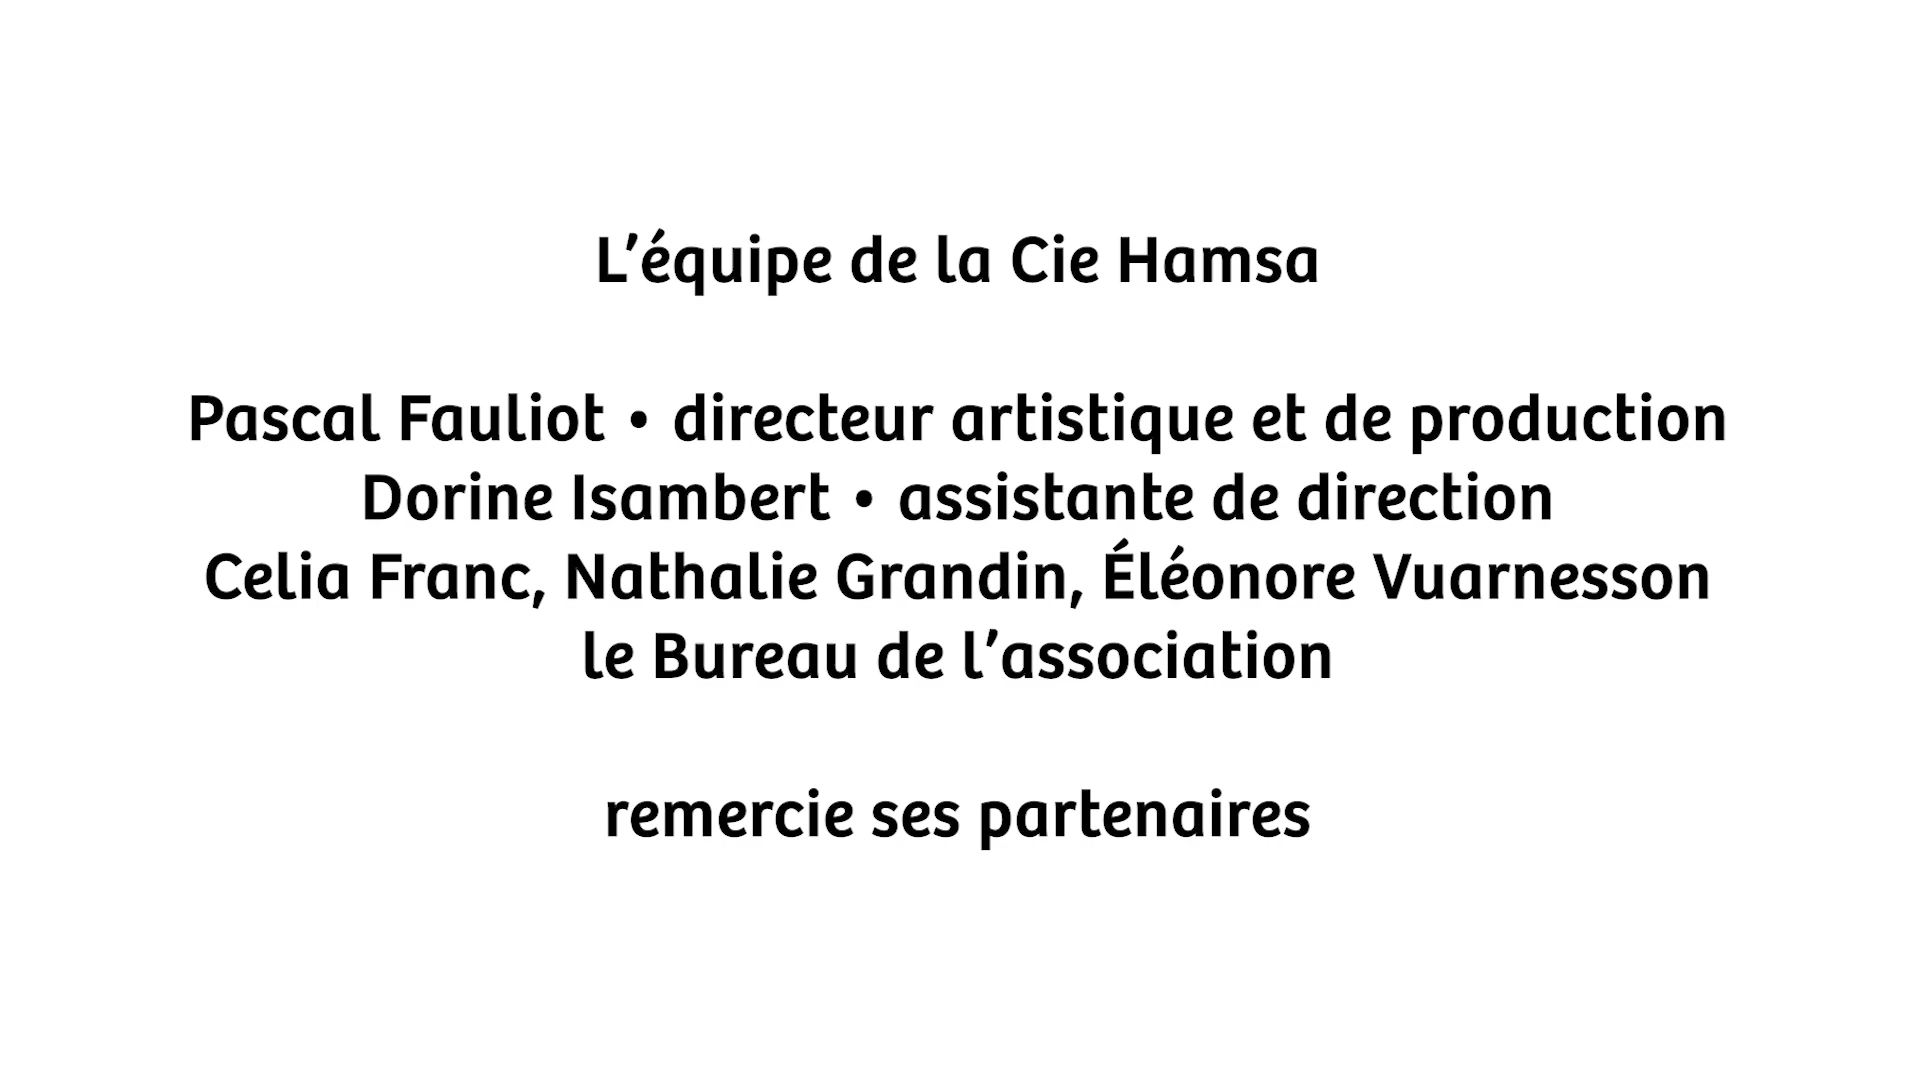 L’équipe de la Cie Hamsa
Pascal Fauliot • directeur artistique et de production
Dorine Isambert • assistante de direction
Celia Franc, Nathalie Grandin, Éléonore Vuarnesson
le Bureau de l’association
remercie ses partenaires